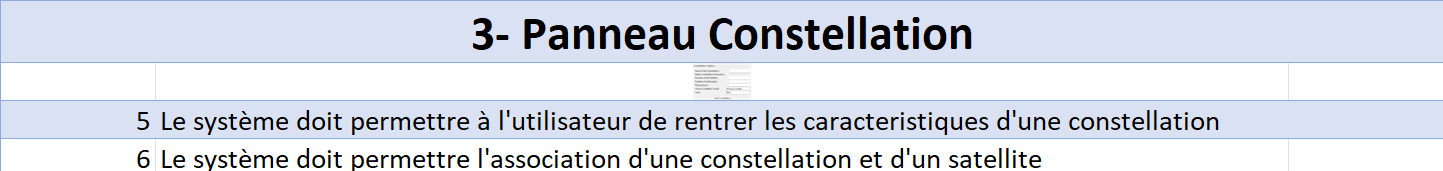 3- Panneau Constellation
5 Le système doit permettre à l'utilisateur de rentrer les caracteristiques d'une constellation
6 Le système doit permettre l'association d'une constellation et d'un satellite